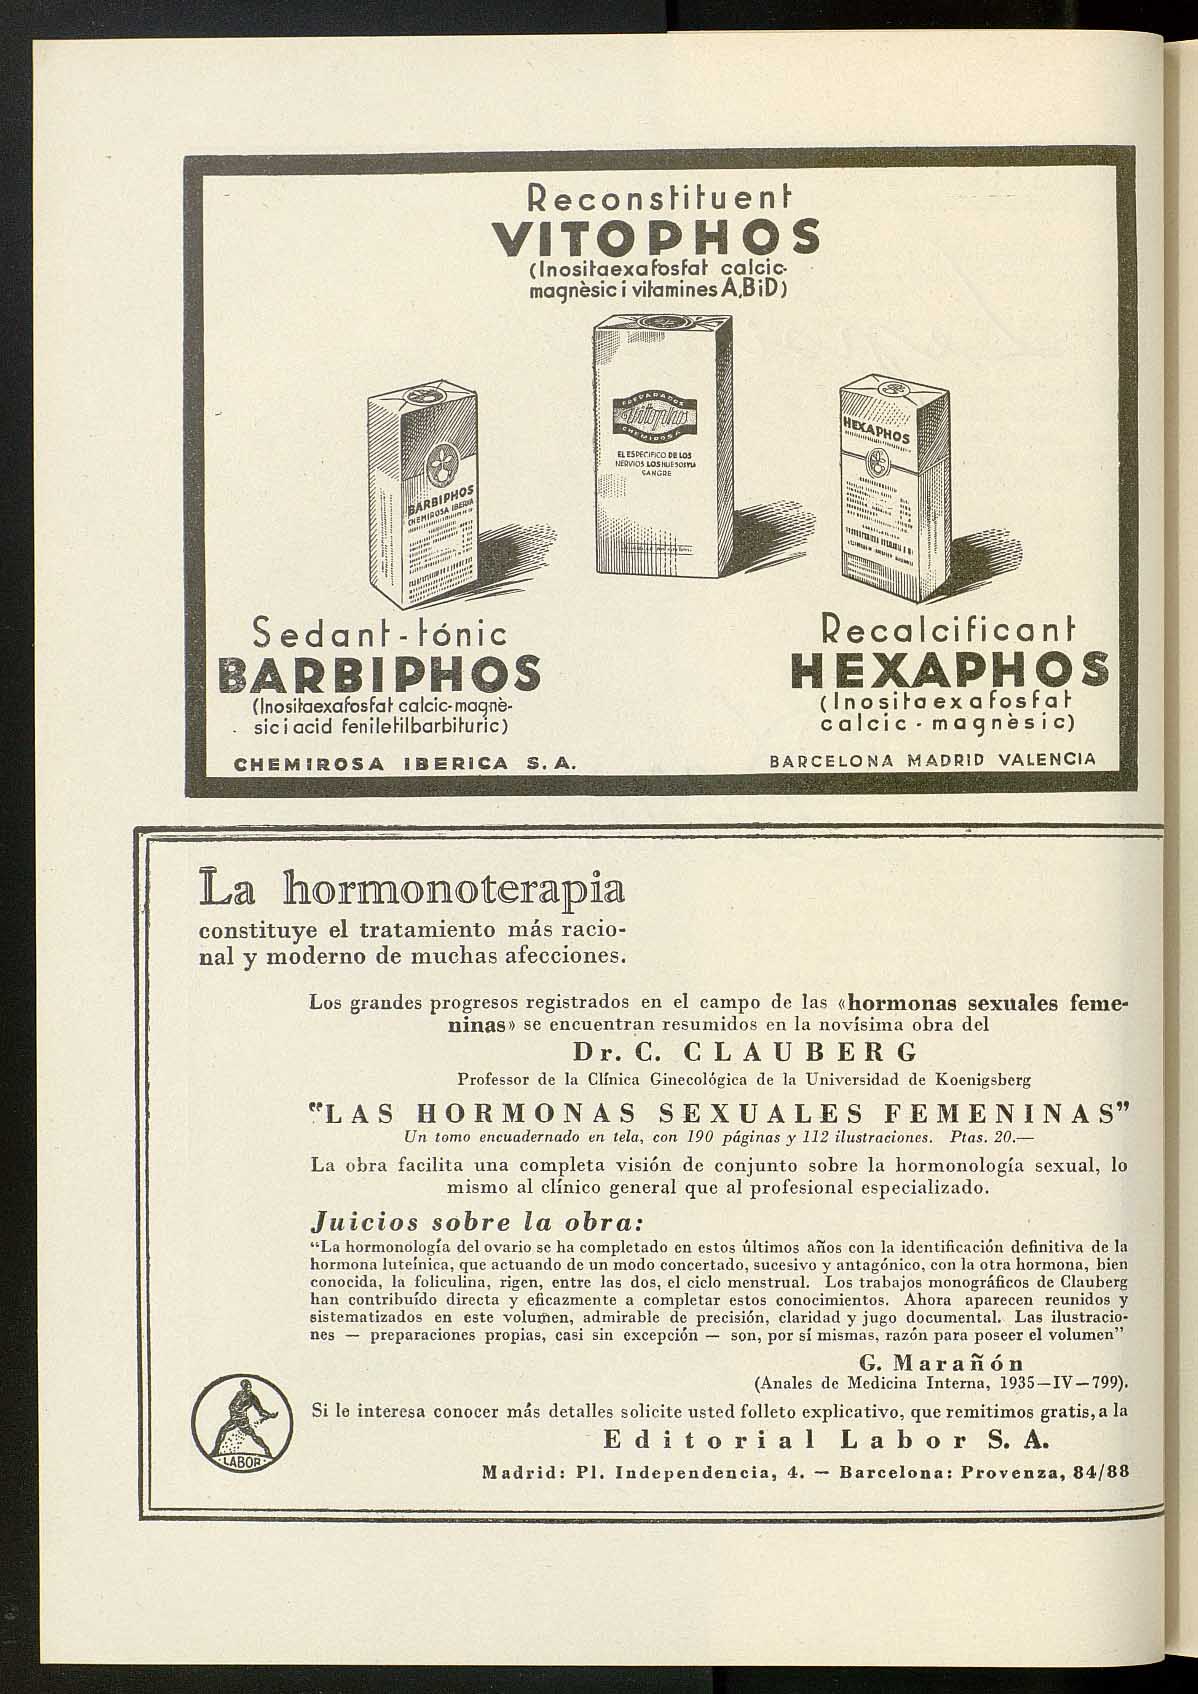 Reconstituent
VITOPHOS
(Inositaexafosfat calcic-
magnèsic i vitamines A,B i D)
PREPARADOS
Vitophos
CHEMIROSA
EL ESPECIFICO DE LOS
NERVIOS LOS HUESOS Y LA
SANGRE
BARBIPHOS
CHEMIROSA IBERICA
HEXAPHOS
Sedant-tónic
BARBIPHOS
(Inositaexafosfat calcic-magnè-
sic i acid feniletilbarbituric)
Recalcificant
HEXAPHOS
(Inositaexafosfat
calcic-magnèsic)
CHEMIROSA IBERICA S. A.
BARCELONA MADRID VALENCIA
La hormonoterapia
constituye el tratamiento más racio-
nal y moderno de muchas afecciones.
Los grandes progresos registrados en el campo de las «hormonas sexuales feme-
ninas» se encuentran resumidos en la novísima obra del
Dr. C. CLAUBERG
Professor de la Clínica Ginecológica de la Universidad de Koenigsberg
"LAS HORMONAS SEXUALES FEMENINAS"
Un tomo encuadernado en tela, con 190 páginas y 112 ilustraciones. Ptas. 20.—
La obra facilita una completa visión de conjunto sobre la hormonología sexual, lo
mismo al clínico general que al profesional especializado.
Juicios sobre la obra:
"La hormonología del ovario se ha completado en estos últimos años con la identificación definitiva de la
hormona luteínica, que actuando de un modo concertado, sucesivo y antagónico, con la otra hormona, bien
conocida, la foliculina, rigen, entre las dos, el ciclo menstrual. Los trabajos monográficos de Clauberg
han contribuído directa y eficazmente a completar estos conocimientos. Ahora aparecen reunidos y
sistematizados en este volumen, admirable de precisión, claridad y jugo documental. Las ilustracio-
nes — preparaciones propias, casi sin excepción — son, por sí mismas, razón para poseer el volumen"
G. Marañón
(Anales de Medicina Interna, 1935—IV—799).
Si le interesa conocer más detalles solicite usted folleto explicativo, que remitimos gratis, a la
Editorial Labor S. A.
LABOR
Madrid: Pl. Independencia, 4. — Barcelona: Provenza, 84/88